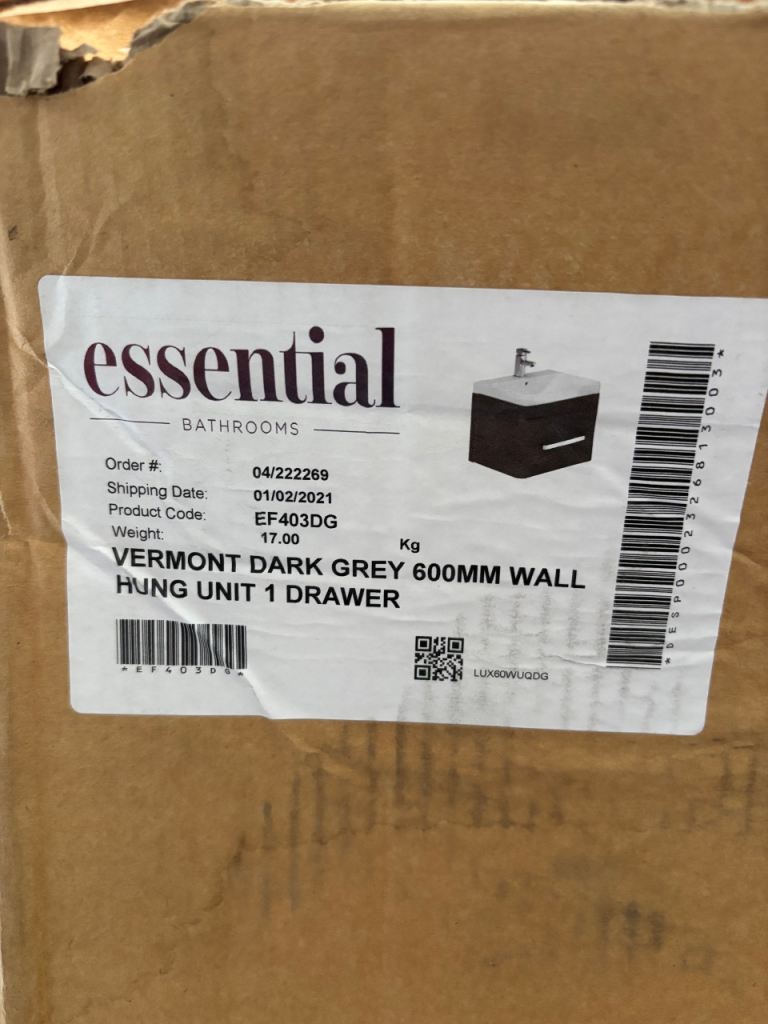 essential
BATHROOMS
Order #: 04/222269
Shipping Date: 01/02/2021
Product Code: EF403DG
Weight: 17.00 Kg
VERMONT DARK GREY 600MM WALL
HUNG UNIT 1 DRAWER
*EF403DG*
LUX60WUQDG
*DESP0002326813003*